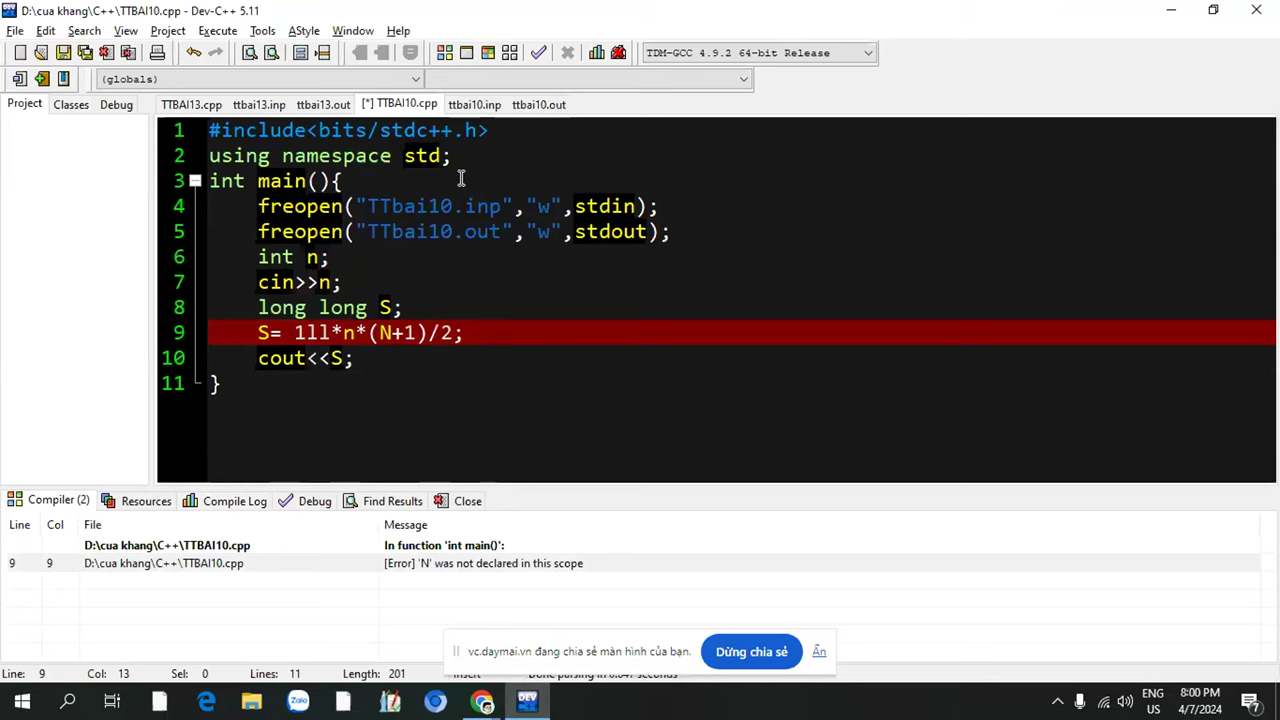 D:\cua khang\C++\TTBAI10.cpp - Dev-C++ 5.11
File Edit Search View Project Execute Tools AStyle Window Help
TDM-GCC 4.9.2 64-bit Release
(globals)
Project Classes Debug
TTBAI13.cpp ttbai13.inp ttbai13.out [*] TTBAI10.cpp ttbai10.inp ttbai10.out
1 #include<bits/stdc++.h>
2 using namespace std;
3 int main(){
4 freopen("TTbai10.inp","w",stdin);
5 freopen("TTbai10.out","w",stdout);
6 int n;
7 cin>>n;
8 long long S;
9 S= 1ll*n*(N+1)/2;
10 cout<<S;
11 }
Compiler (2) Resources Compile Log Debug Find Results Close
Line Col File Message
D:\cua khang\C++\TTBAI10.cpp In function 'int main()':
9 9 D:\cua khang\C++\TTBAI10.cpp [Error] 'N' was not declared in this scope
vc.daymai.vn đang chia sẻ màn hình của bạn. Dừng chia sẻ Ẩn
Line: 9 Col: 13 Sel: 0 Lines: 11 Length: 201 Insert
ENG 8:00 PM
US 4/7/2024
Zalo
DEV
7